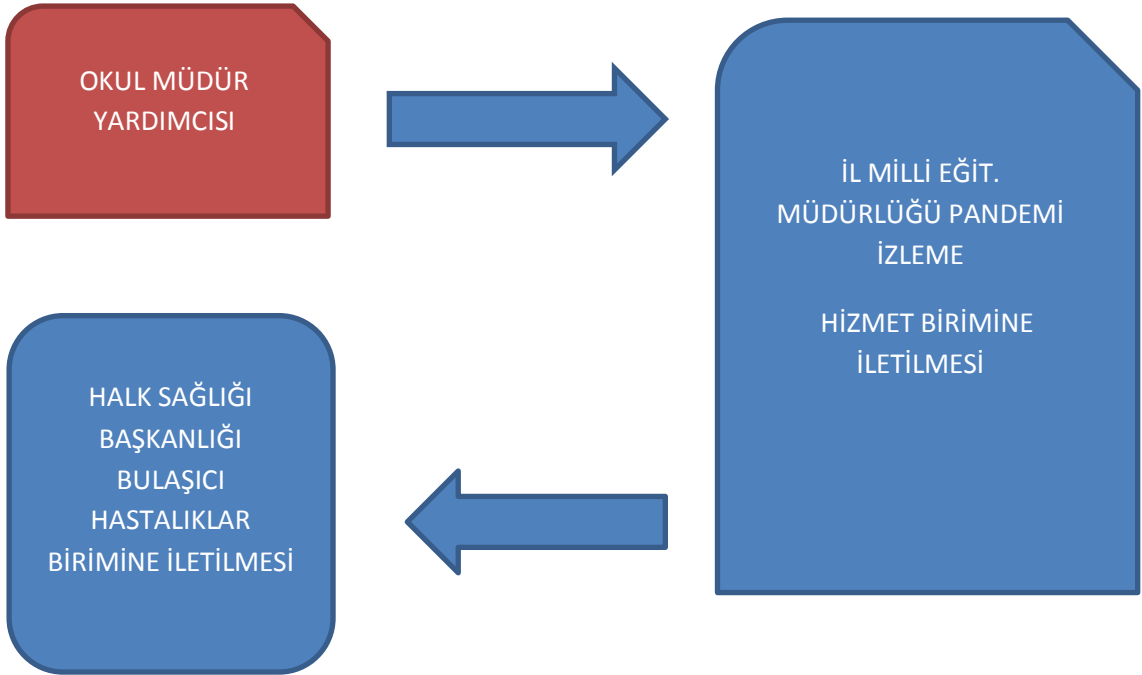 OKUL MÜDÜR
YARDIMCISI
İL MİLLİ EĞİT.
MÜDÜRLÜĞÜ PANDEMİ
İZLEME
HİZMET BİRİMİNE
İLETİLMESİ
HALK SAĞLIĞI
BAŞKANLIĞI
BULAŞICI
HASTALIKLAR
BİRİMİNE İLETİLMESİ